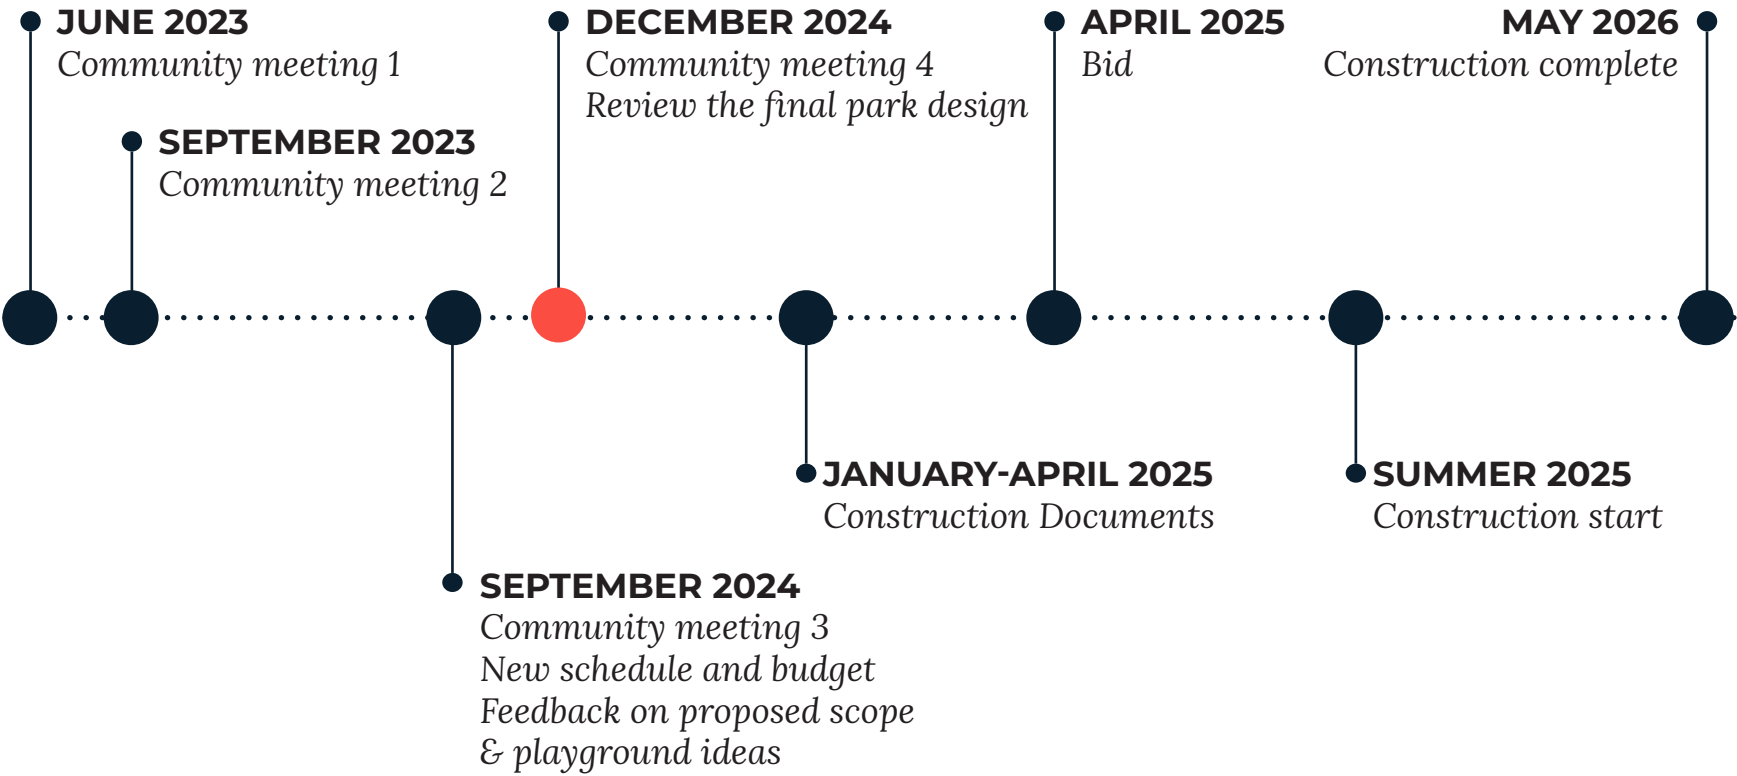 JUNE 2023
Community meeting 1
SEPTEMBER 2023
Community meeting 2
SEPTEMBER 2024
Community meeting 3
New schedule and budget
Feedback on proposed scope
& playground ideas
DECEMBER 2024
Community meeting 4
Review the final park design
JANUARY-APRIL 2025
Construction Documents
APRIL 2025
Bid
SUMMER 2025
Construction start
MAY 2026
Construction complete